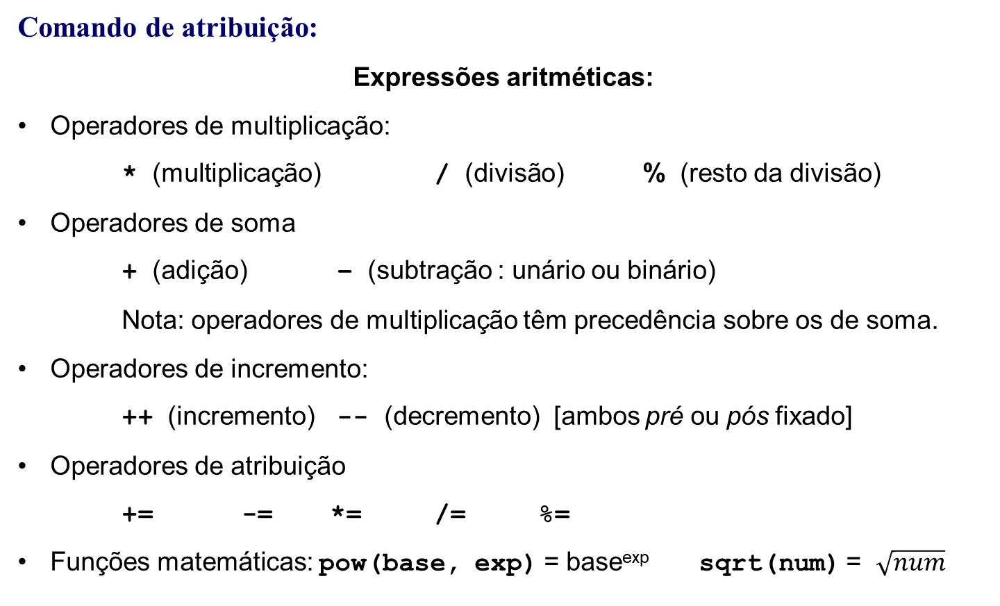 Comando de atribuição:
Expressões aritméticas:
• Operadores de multiplicação:
* (multiplicação) / (divisão) % (resto da divisão)
• Operadores de soma
+ (adição) – (subtração : unário ou binário)
Nota: operadores de multiplicação têm precedência sobre os de soma.
• Operadores de incremento:
++ (incremento) -- (decremento) [ambos pré ou pós fixado]
• Operadores de atribuição
+= -= *= /= %=
• Funções matemáticas: pow(base, exp) = base^exp sqrt(num) = √num